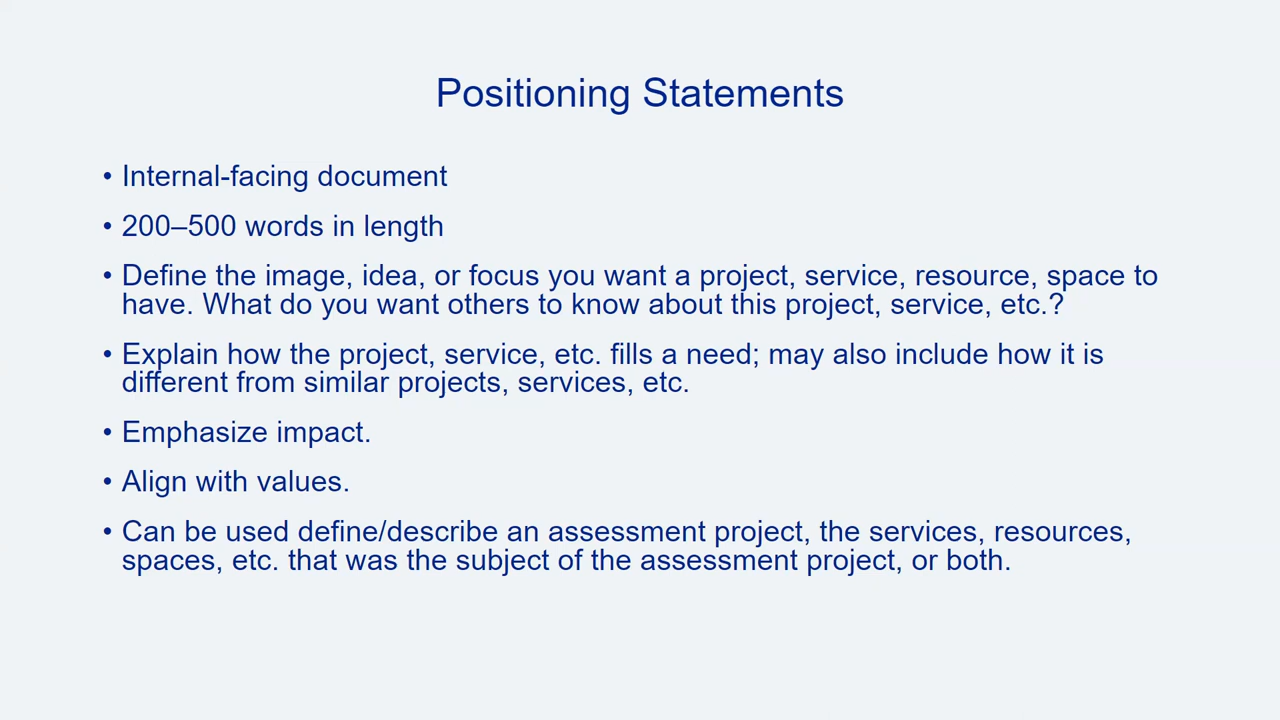 Positioning Statements
• Internal-facing document
• 200–500 words in length
• Define the image, idea, or focus you want a project, service, resource, space to
have. What do you want others to know about this project, service, etc.?
• Explain how the project, service, etc. fills a need; may also include how it is
different from similar projects, services, etc.
• Emphasize impact.
• Align with values.
• Can be used define/describe an assessment project, the services, resources,
spaces, etc. that was the subject of the assessment project, or both.